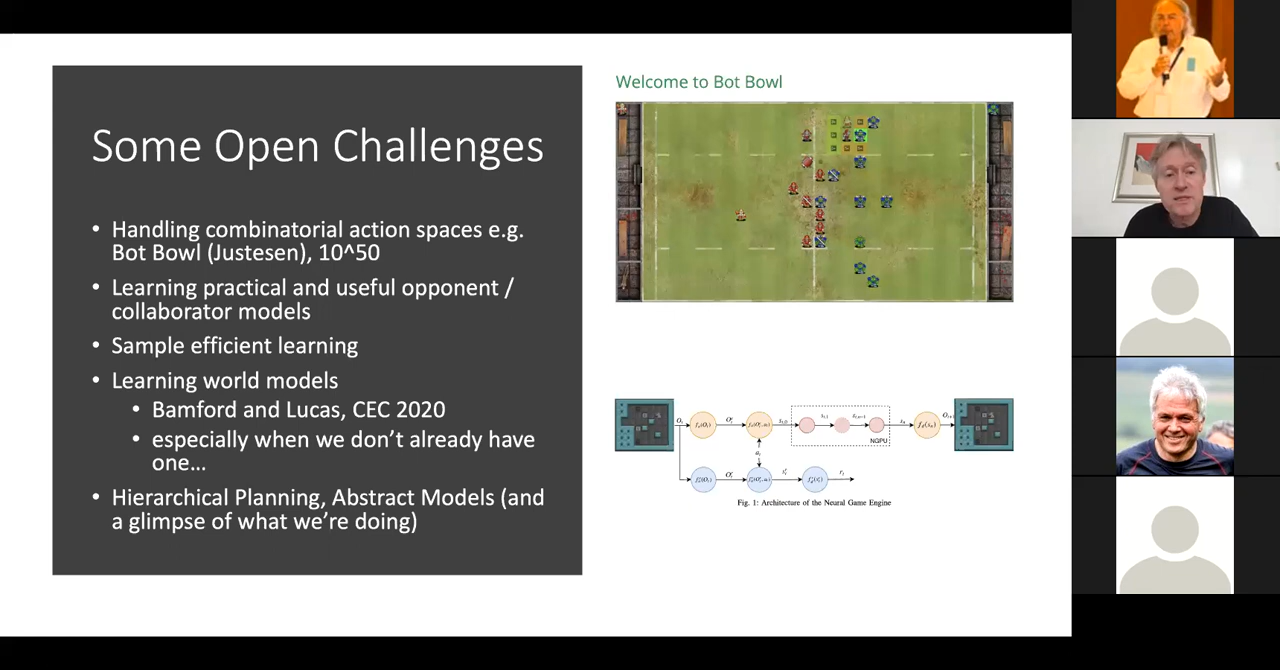 Some Open Challenges
• Handling combinatorial action spaces e.g.
Bot Bowl (Justesen), 10^50
• Learning practical and useful opponent /
collaborator models
• Sample efficient learning
• Learning world models
• Bamford and Lucas, CEC 2020
• especially when we don’t already have
one…
• Hierarchical Planning, Abstract Models (and
a glimpse of what we’re doing)
Welcome to Bot Bowl
NGPU
Fig. 1: Architecture of the Neural Game Engine